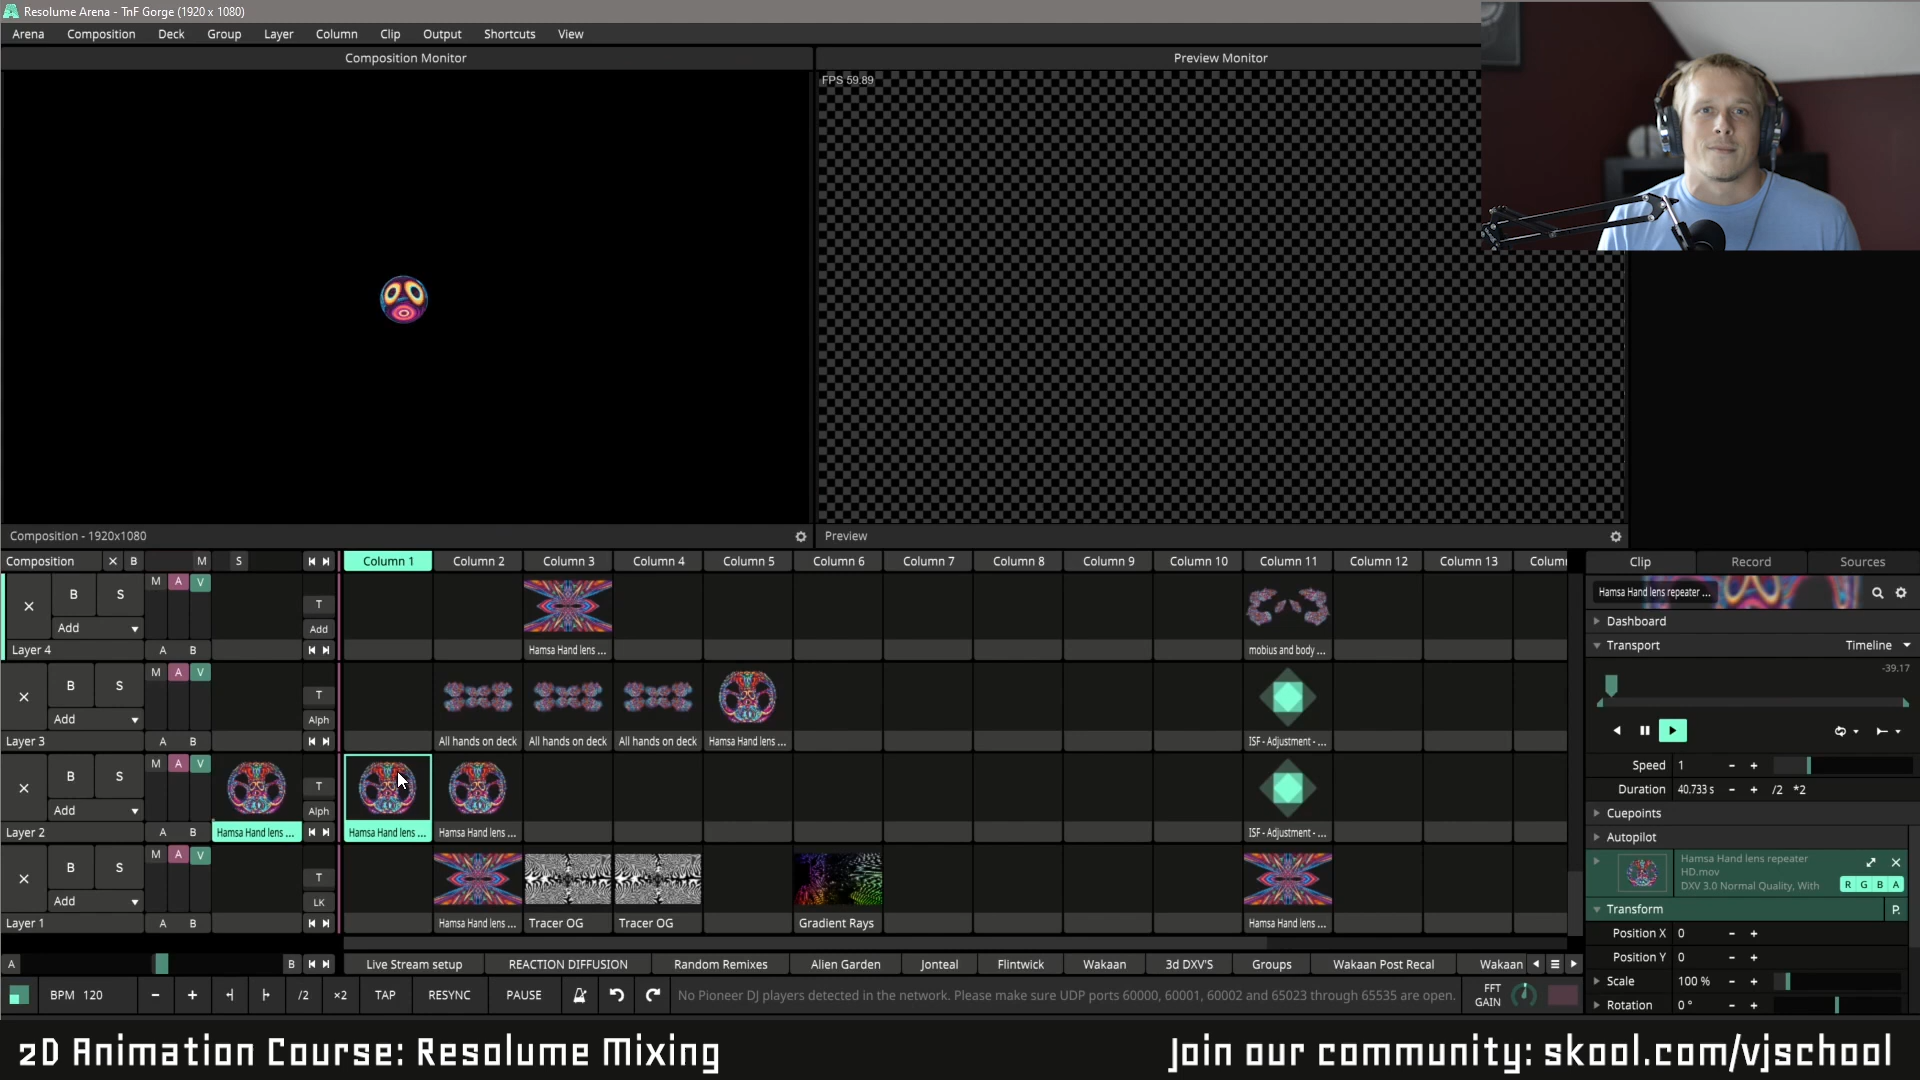 Resolume Arena - TnF Gorge (1920 x 1080)
Arena Composition Deck Group Layer Column Clip Output Shortcuts View
Composition Monitor
Preview Monitor
FPS 59.89
Composition - 1920x1080
Preview
Composition X B M S Column 1 Column 2 Column 3 Column 4 Column 5 Column 6 Column 7 Column 8 Column 9 Column 10 Column 11 Column 12 Column 13 Colum
Clip Record Sources
B S M A V T
Add Add
Layer 4 A B Hamsa Hand lens ... mobius and body ...
B S M A V T
Add Alph
Layer 3 A B All hands on deck All hands on deck All hands on deck Hamsa Hand lens ... ISF - Adjustment - ...
B S M A V T
Add Alph
Layer 2 A B Hamsa Hand lens ... Hamsa Hand lens ... Hamsa Hand lens ... ISF - Adjustment - ...
B S M A V T
Add LK
Layer 1 A B Hamsa Hand lens ... Tracer OG Tracer OG Gradient Rays Hamsa Hand lens ...
Hamsa Hand lens repeater ...
Dashboard
Transport Timeline
-39.17
Speed 1 - +
Duration 40.733 s - + /2 *2
Cuepoints
Autopilot
Hamsa Hand lens repeater
HD.mov
DXV 3.0 Normal Quality, With R G B A
Transform P.
Position X 0 - +
Position Y 0 - +
Scale 100 % - +
Rotation 0 ° - +
A B Live Stream setup REACTION DIFFUSION Random Remixes Alien Garden Jonteal Flintwick Wakaan 3d DXV'S Groups Wakaan Post Recal Wakaan
BPM 120 - + /2 ×2 TAP RESYNC PAUSE No Pioneer DJ players detected in the network. Please make sure UDP ports 60000, 60001, 60002 and 65023 through 65535 are open. FFT GAIN
2D Animation Course: Resolume Mixing
Join our community: skool.com/vjschool